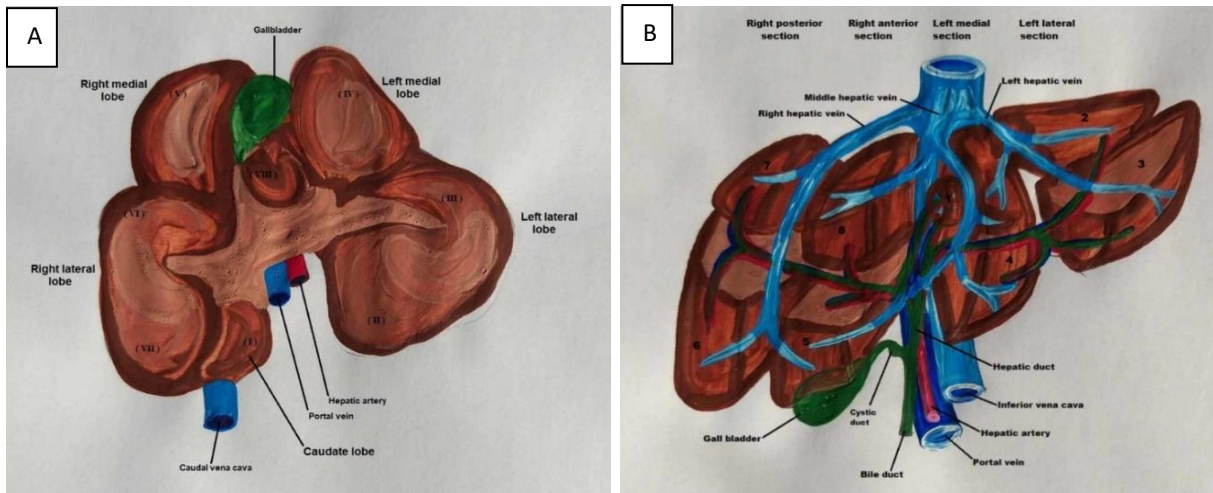 A
Gallbladder
Right medial
lobe
Left medial
lobe
( V )
( IV )
( VIII )
( VI )
( III )
Left lateral
lobe
Right lateral
lobe
( VII )
( I )
( II )
Hepatic artery
Portal vein
Caudate lobe
Caudal vena cava
B
Right posterior
section
Right anterior
section
Left medial
section
Left lateral
section
Left hepatic vein
Middle hepatic vein
Right hepatic vein
2
7
3
1
8
4
6
5
Hepatic duct
Inferior vena cava
Cystic
duct
Gall bladder
Hepatic artery
Portal vein
Bile duct